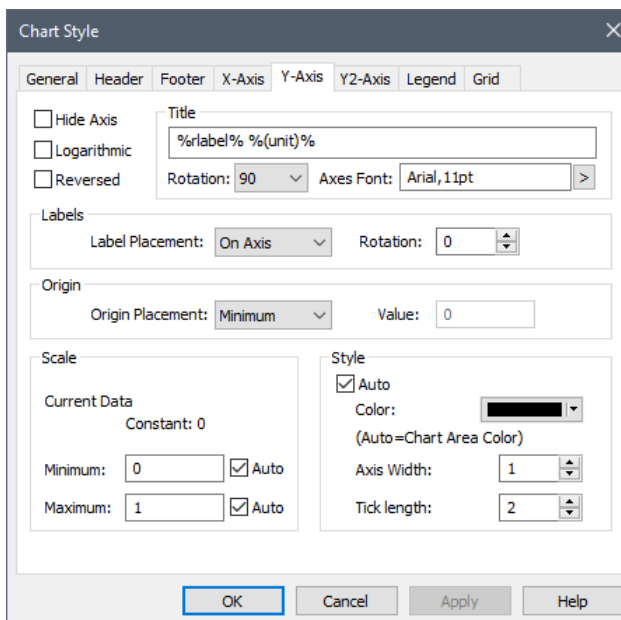 Chart Style
General Header Footer X-Axis Y-Axis Y2-Axis Legend Grid
Hide Axis
Logarithmic
Reversed
Title
%rlabel% %(unit)%
Rotation: 90 Axes Font: Arial,11pt >
Labels
Label Placement: On Axis Rotation: 0
Origin
Origin Placement: Minimum Value: 0
Scale
Current Data
Constant: 0
Minimum: 0 Auto
Maximum: 1 Auto
Style
Auto
Color:
(Auto=Chart Area Color)
Axis Width: 1
Tick length: 2
OK Cancel Apply Help